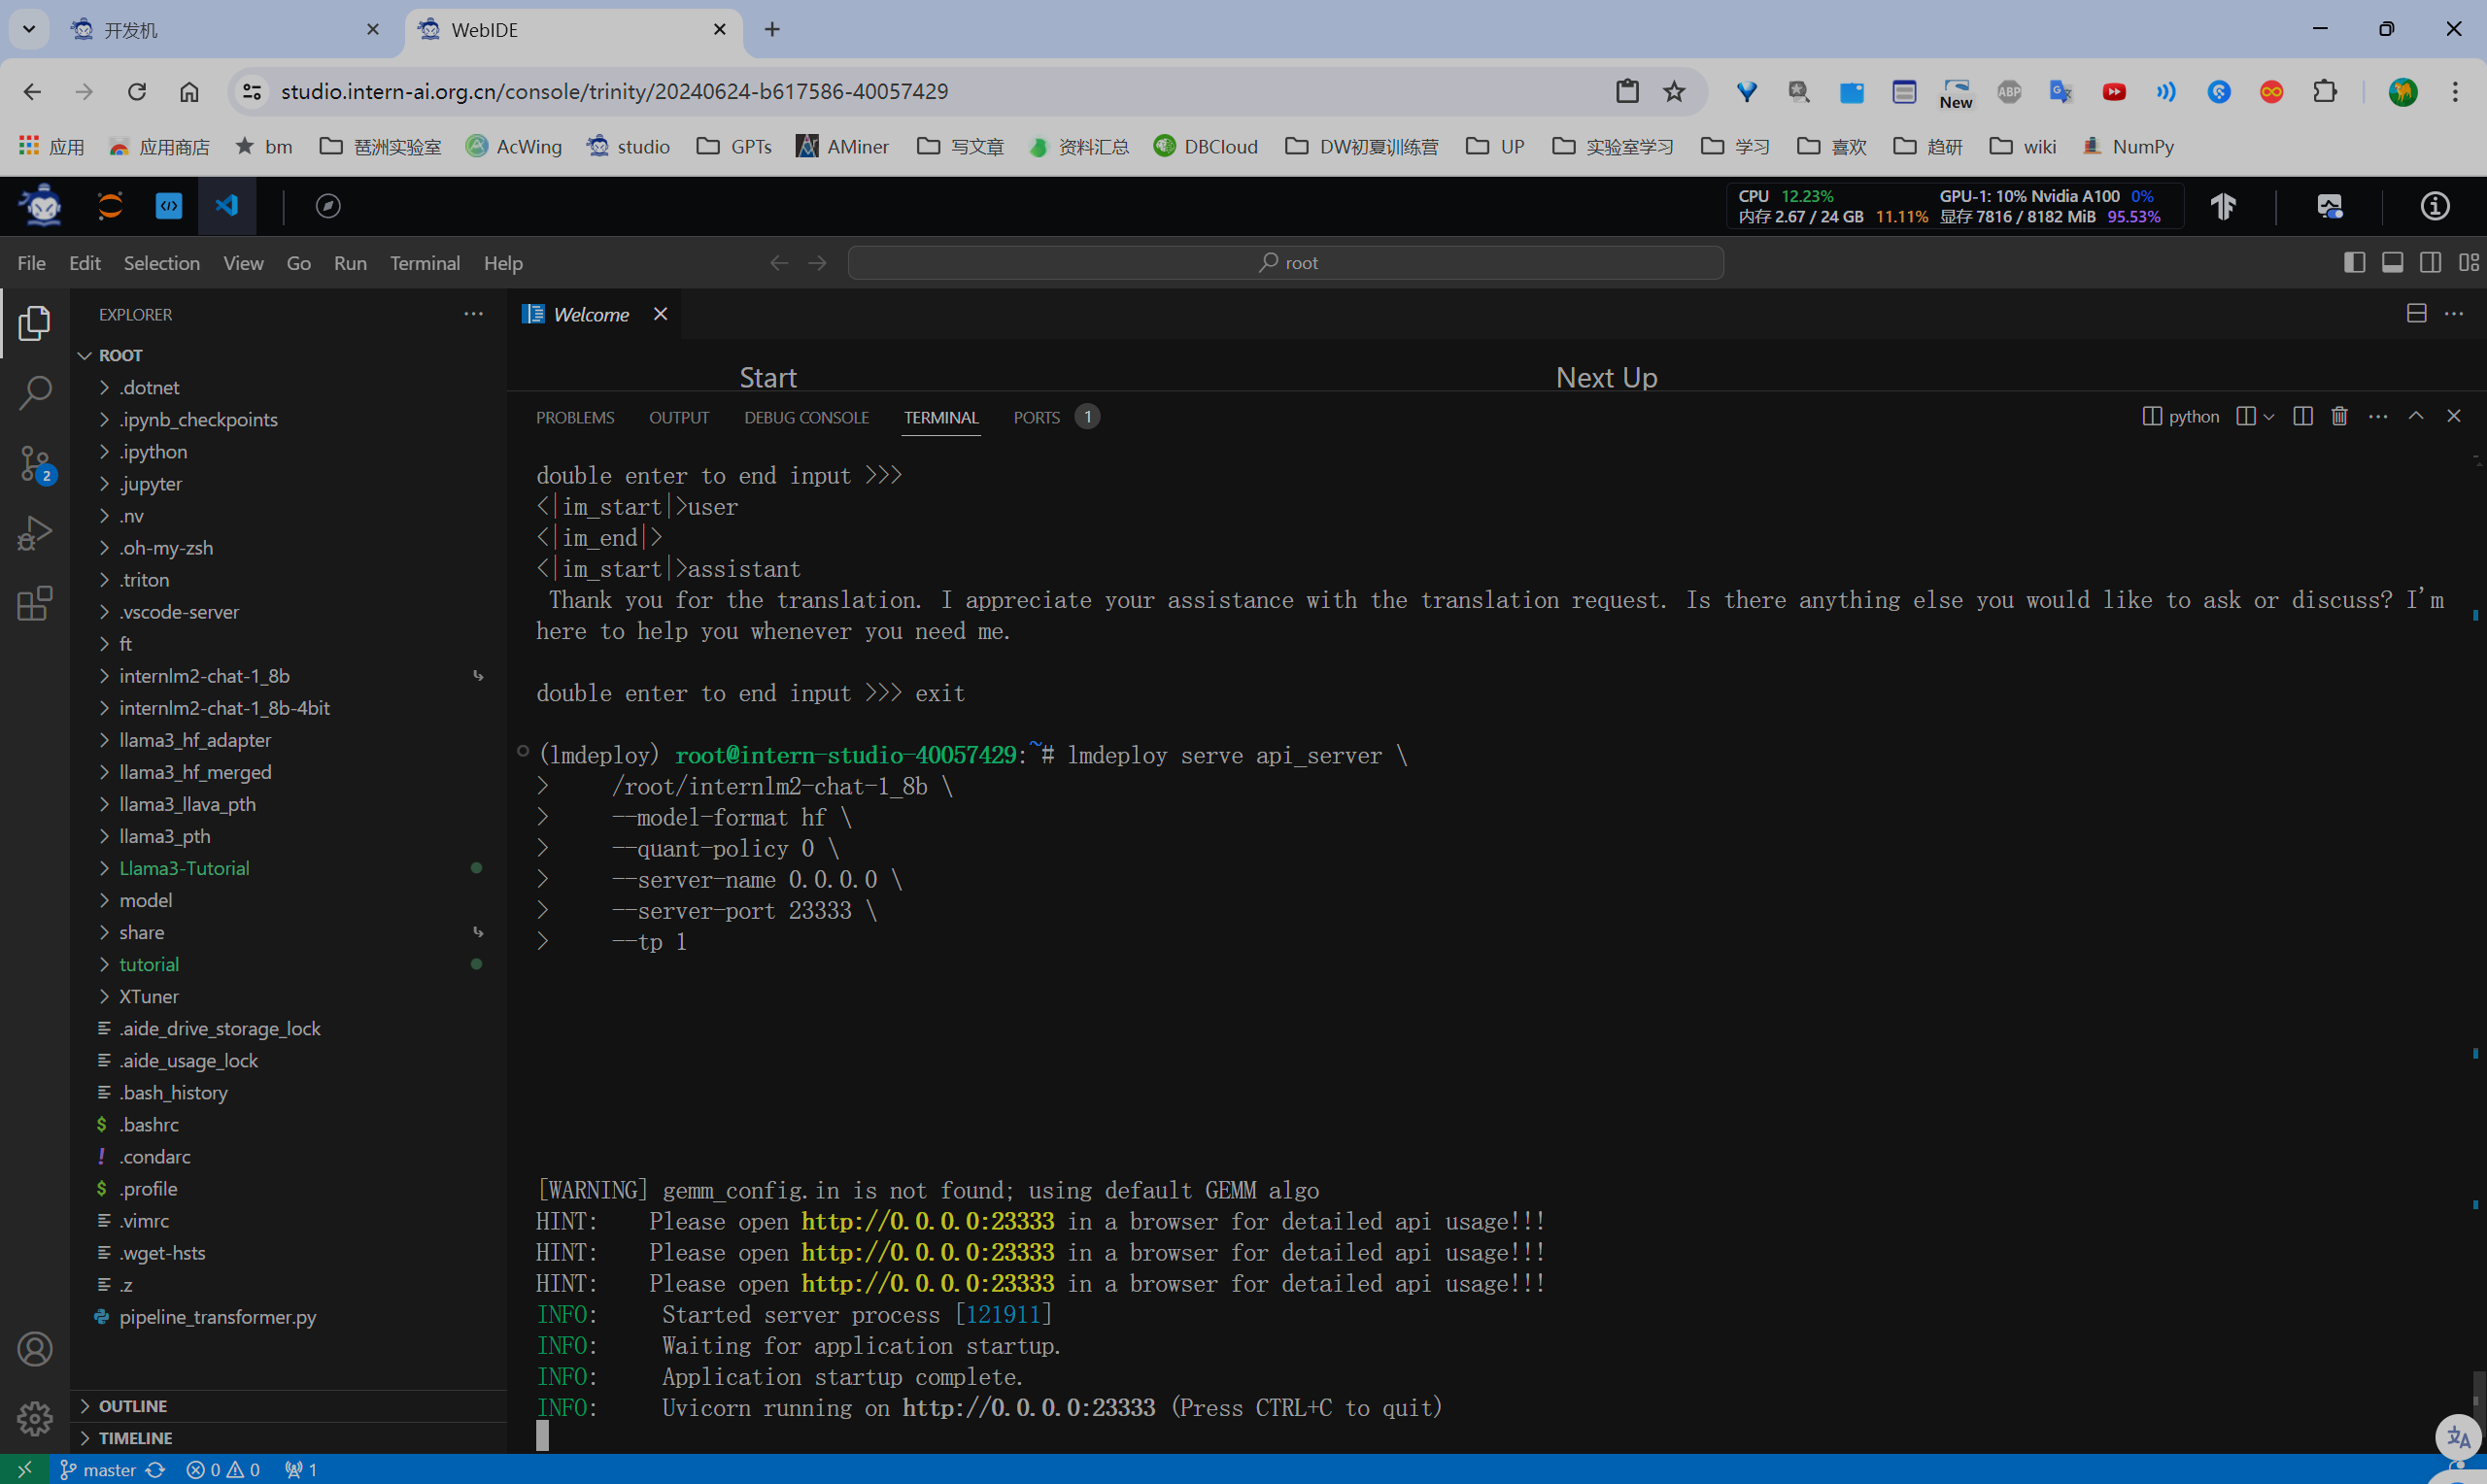 开发机
WebIDE
studio.intern-ai.org.cn/console/trinity/20240624-b617586-40057429
ABP
New
应用
应用商店
bm
琶洲实验室
AcWing
studio
GPTs
AMiner
写文章
资料汇总
DBCloud
DW初夏训练营
UP
实验室学习
学习
喜欢
趋研
wiki
NumPy
CPU 12.23% GPU-1: 10% Nvidia A100 0%
内存 2.67 / 24 GB 11.11% 显存 7816 / 8182 MiB 95.53%
File Edit Selection View Go Run Terminal Help
root
EXPLORER
Welcome
ROOT
.dotnet
.ipynb_checkpoints
.ipython
.jupyter
.nv
.oh-my-zsh
.triton
.vscode-server
ft
internlm2-chat-1_8b
internlm2-chat-1_8b-4bit
llama3_hf_adapter
llama3_hf_merged
llama3_llava_pth
llama3_pth
Llama3-Tutorial
model
share
tutorial
XTuner
.aide_drive_storage_lock
.aide_usage_lock
.bash_history
.bashrc
.condarc
.profile
.vimrc
.wget-hsts
.z
pipeline_transformer.py
OUTLINE
TIMELINE
2
Start
Next Up
PROBLEMS OUTPUT DEBUG CONSOLE TERMINAL PORTS 1
python
double enter to end input >>>
<|im_start|>user
<|im_end|>
<|im_start|>assistant
Thank you for the translation. I appreciate your assistance with the translation request. Is there anything else you would like to ask or discuss? I'm
here to help you whenever you need me.
double enter to end input >>> exit
(lmdeploy) root@intern-studio-40057429:~# lmdeploy serve api_server \
> /root/internlm2-chat-1_8b \
> --model-format hf \
> --quant-policy 0 \
> --server-name 0.0.0.0 \
> --server-port 23333 \
> --tp 1
[WARNING] gemm_config.in is not found; using default GEMM algo
HINT: Please open http://0.0.0.0:23333 in a browser for detailed api usage!!!
HINT: Please open http://0.0.0.0:23333 in a browser for detailed api usage!!!
HINT: Please open http://0.0.0.0:23333 in a browser for detailed api usage!!!
INFO: Started server process [121911]
INFO: Waiting for application startup.
INFO: Application startup complete.
INFO: Uvicorn running on http://0.0.0.0:23333 (Press CTRL+C to quit)
master 0 0 1